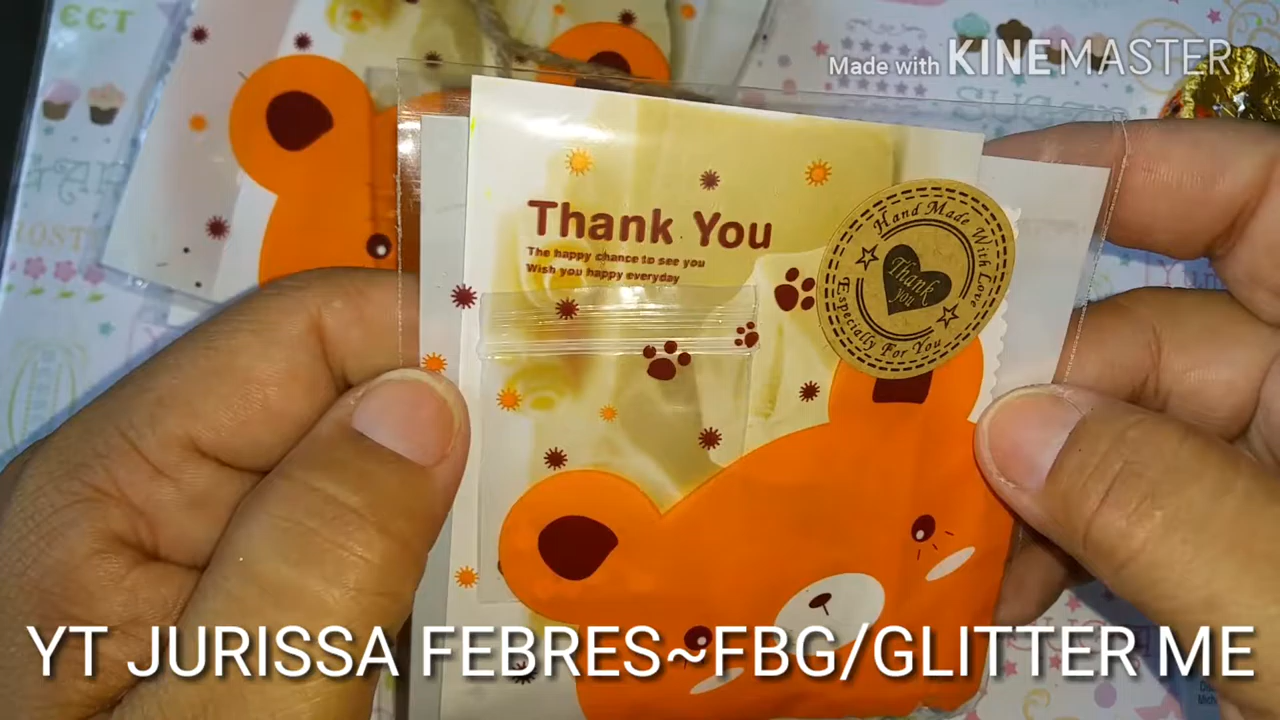 Made with KINEMASTER
Thank You
The happy chance to see you
Wish you happy everyday
Hand Made With Love
Thank
you
Especially For You
YT JURISSA FEBRES~FBG/GLITTER ME